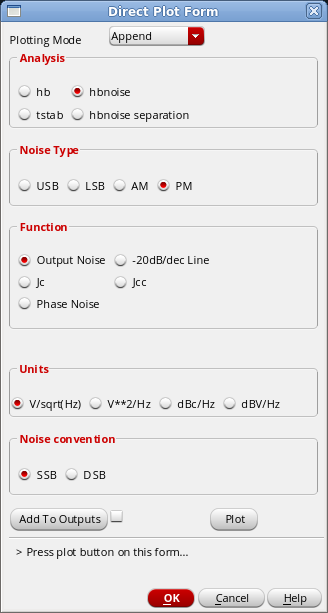 Direct Plot Form
Plotting Mode Append
Analysis
hb hbnoise
tstab hbnoise separation
Noise Type
USB LSB AM PM
Function
Output Noise -20dB/dec Line
Jc Jcc
Phase Noise
Units
V/sqrt(Hz) V**2/Hz dBc/Hz dBV/Hz
Noise convention
SSB DSB
Add To Outputs Plot
> Press plot button on this form...
OK Cancel Help